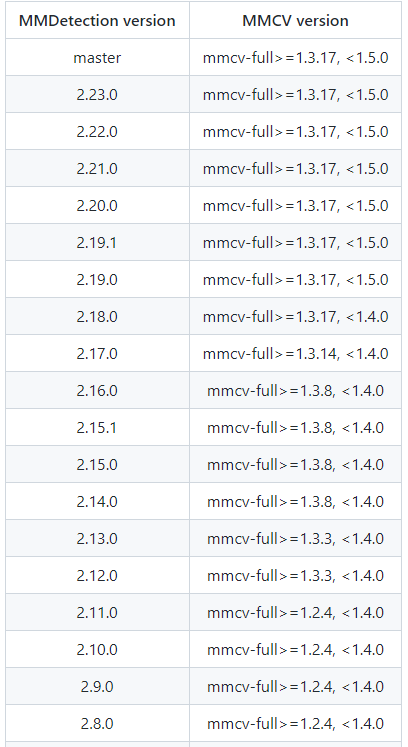 MMDetection version MMCV version
master mmcv-full>=1.3.17, <1.5.0
2.23.0 mmcv-full>=1.3.17, <1.5.0
2.22.0 mmcv-full>=1.3.17, <1.5.0
2.21.0 mmcv-full>=1.3.17, <1.5.0
2.20.0 mmcv-full>=1.3.17, <1.5.0
2.19.1 mmcv-full>=1.3.17, <1.5.0
2.19.0 mmcv-full>=1.3.17, <1.5.0
2.18.0 mmcv-full>=1.3.17, <1.4.0
2.17.0 mmcv-full>=1.3.14, <1.4.0
2.16.0 mmcv-full>=1.3.8, <1.4.0
2.15.1 mmcv-full>=1.3.8, <1.4.0
2.15.0 mmcv-full>=1.3.8, <1.4.0
2.14.0 mmcv-full>=1.3.8, <1.4.0
2.13.0 mmcv-full>=1.3.3, <1.4.0
2.12.0 mmcv-full>=1.3.3, <1.4.0
2.11.0 mmcv-full>=1.2.4, <1.4.0
2.10.0 mmcv-full>=1.2.4, <1.4.0
2.9.0 mmcv-full>=1.2.4, <1.4.0
2.8.0 mmcv-full>=1.2.4, <1.4.0